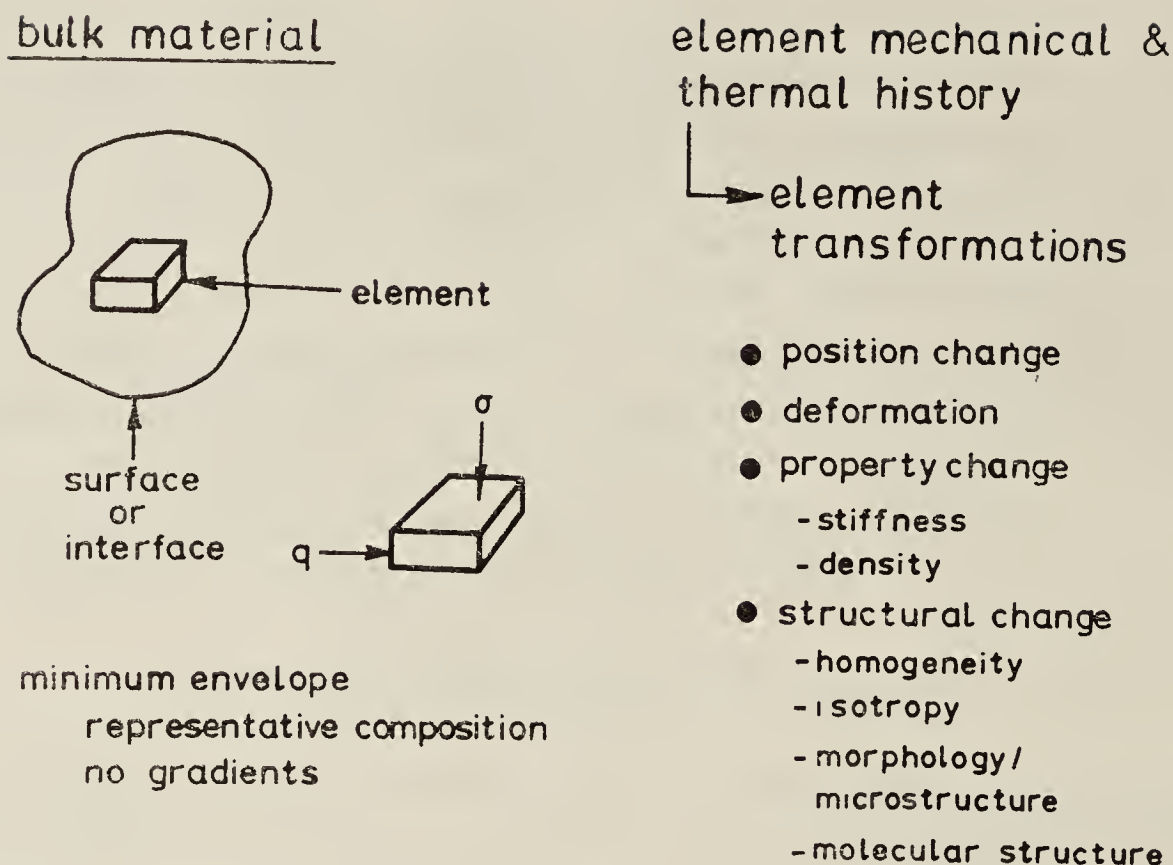 bulk material
element
surface
or
interface
σ
q
minimum envelope
representative composition
no gradients
element mechanical &
thermal history
element
transformations
● position change
● deformation
● property change
- stiffness
- density
● structural change
- homogeneity
- isotropy
- morphology/
microstructure
- molecular structure